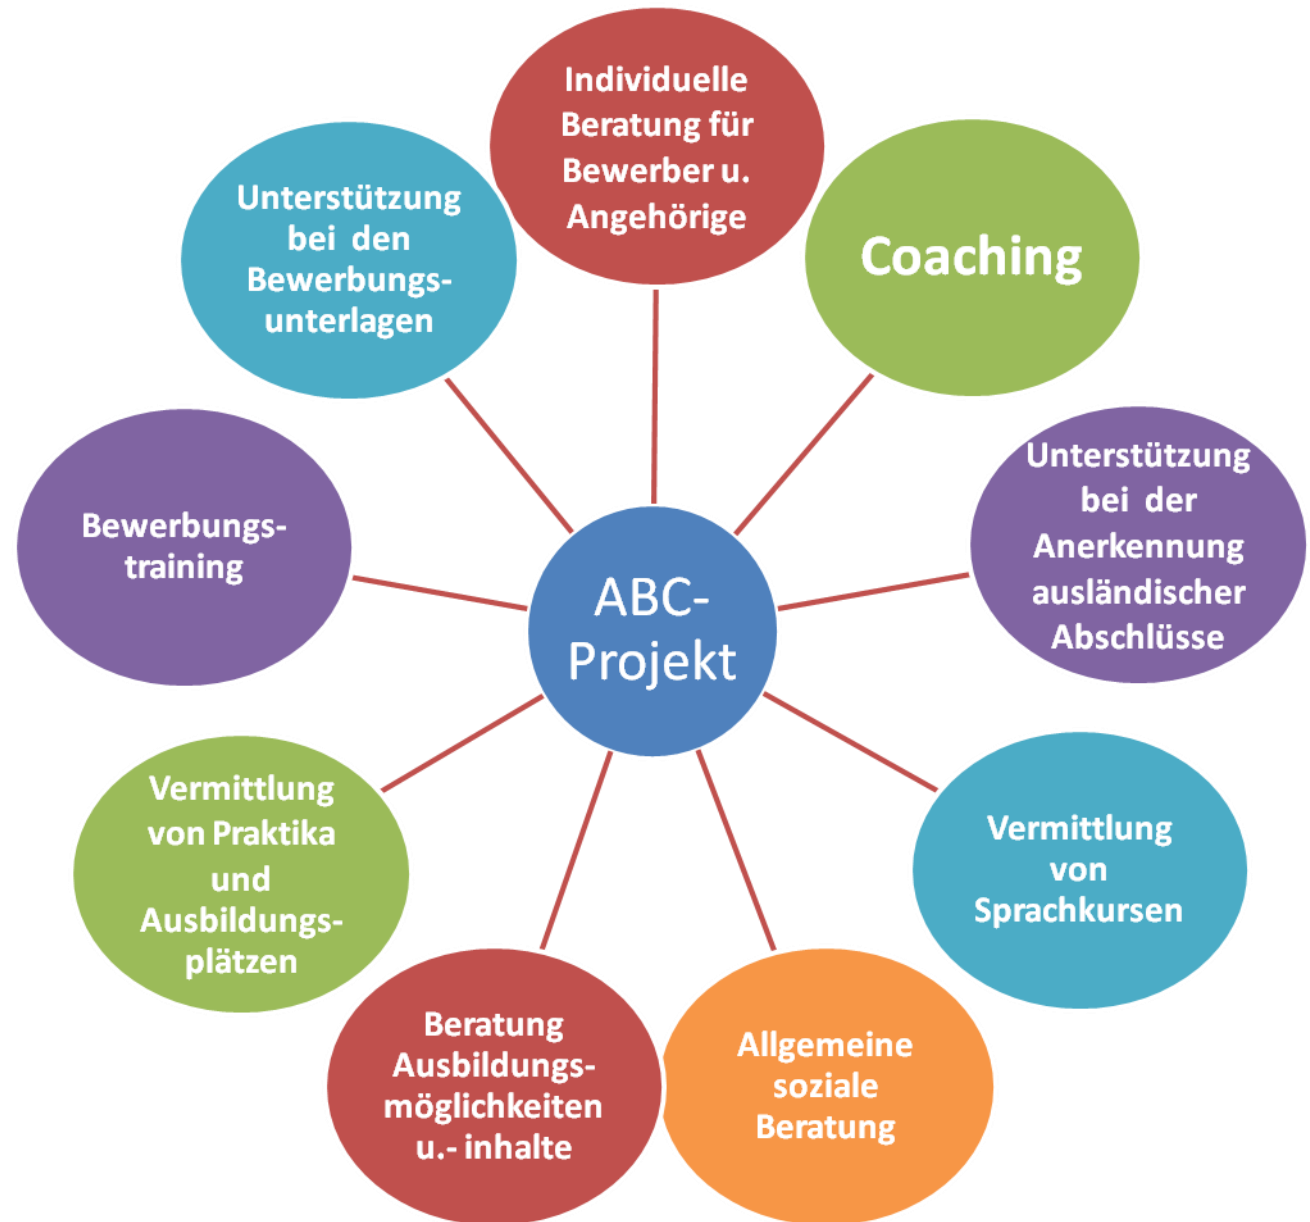 Individuelle
Beratung für
Bewerber u.
Angehörige
Coaching
Unterstützung
bei der
Anerkennung
ausländischer
Abschlüsse
Vermittlung
von
Sprachkursen
Allgemeine
soziale
Beratung
Beratung
Ausbildungs-
möglichkeiten
u.- inhalte
Vermittlung
von Praktika
und
Ausbildungs-
plätzen
Bewerbungs-
training
Unterstützung
bei den
Bewerbungs-
unterlagen
ABC-
Projekt